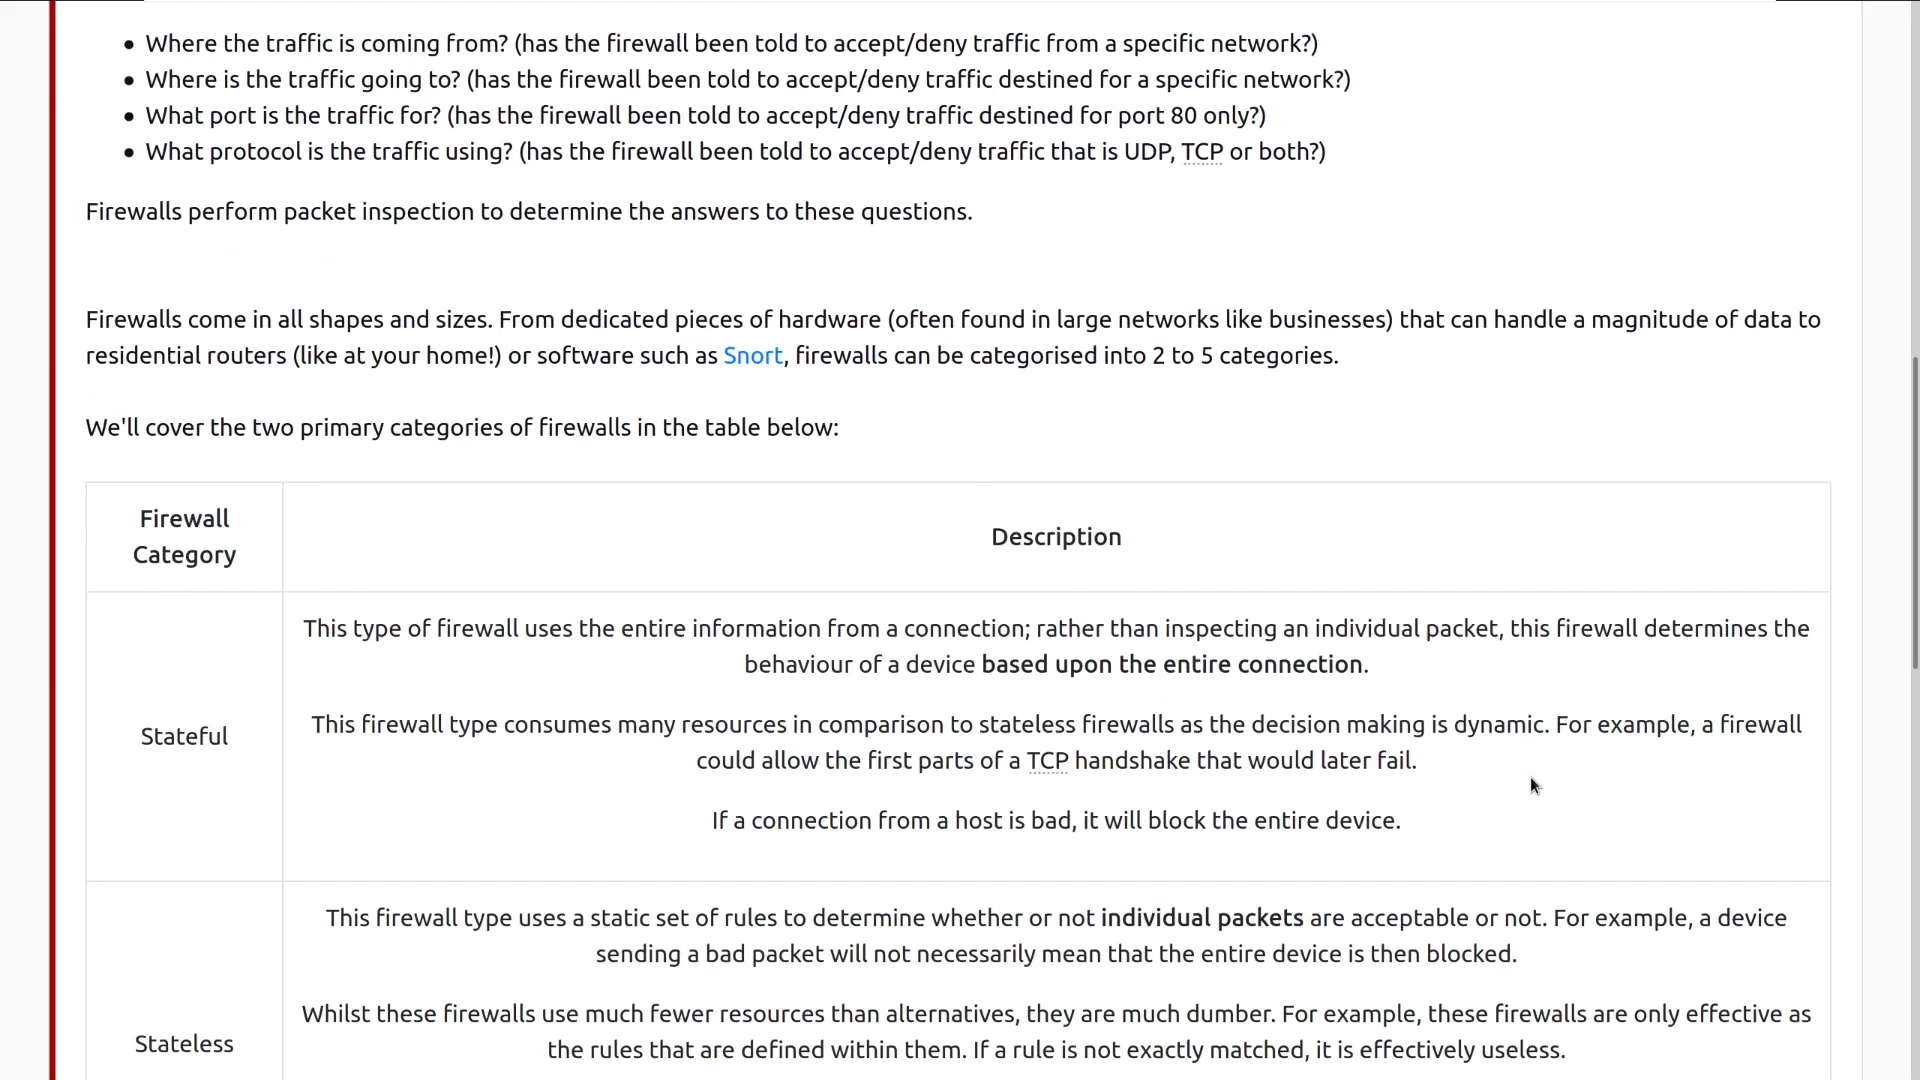 • Where the traffic is coming from? (has the firewall been told to accept/deny traffic from a specific network?)
• Where is the traffic going to? (has the firewall been told to accept/deny traffic destined for a specific network?)
• What port is the traffic for? (has the firewall been told to accept/deny traffic destined for port 80 only?)
• What protocol is the traffic using? (has the firewall been told to accept/deny traffic that is UDP, TCP or both?)
Firewalls perform packet inspection to determine the answers to these questions.
Firewalls come in all shapes and sizes. From dedicated pieces of hardware (often found in large networks like businesses) that can handle a magnitude of data to
residential routers (like at your home!) or software such as Snort, firewalls can be categorised into 2 to 5 categories.
We'll cover the two primary categories of firewalls in the table below:
Firewall
Category
Description
Stateful
This type of firewall uses the entire information from a connection; rather than inspecting an individual packet, this firewall determines the
behaviour of a device based upon the entire connection.
This firewall type consumes many resources in comparison to stateless firewalls as the decision making is dynamic. For example, a firewall
could allow the first parts of a TCP handshake that would later fail.
If a connection from a host is bad, it will block the entire device.
Stateless
This firewall type uses a static set of rules to determine whether or not individual packets are acceptable or not. For example, a device
sending a bad packet will not necessarily mean that the entire device is then blocked.
Whilst these firewalls use much fewer resources than alternatives, they are much dumber. For example, these firewalls are only effective as
the rules that are defined within them. If a rule is not exactly matched, it is effectively useless.